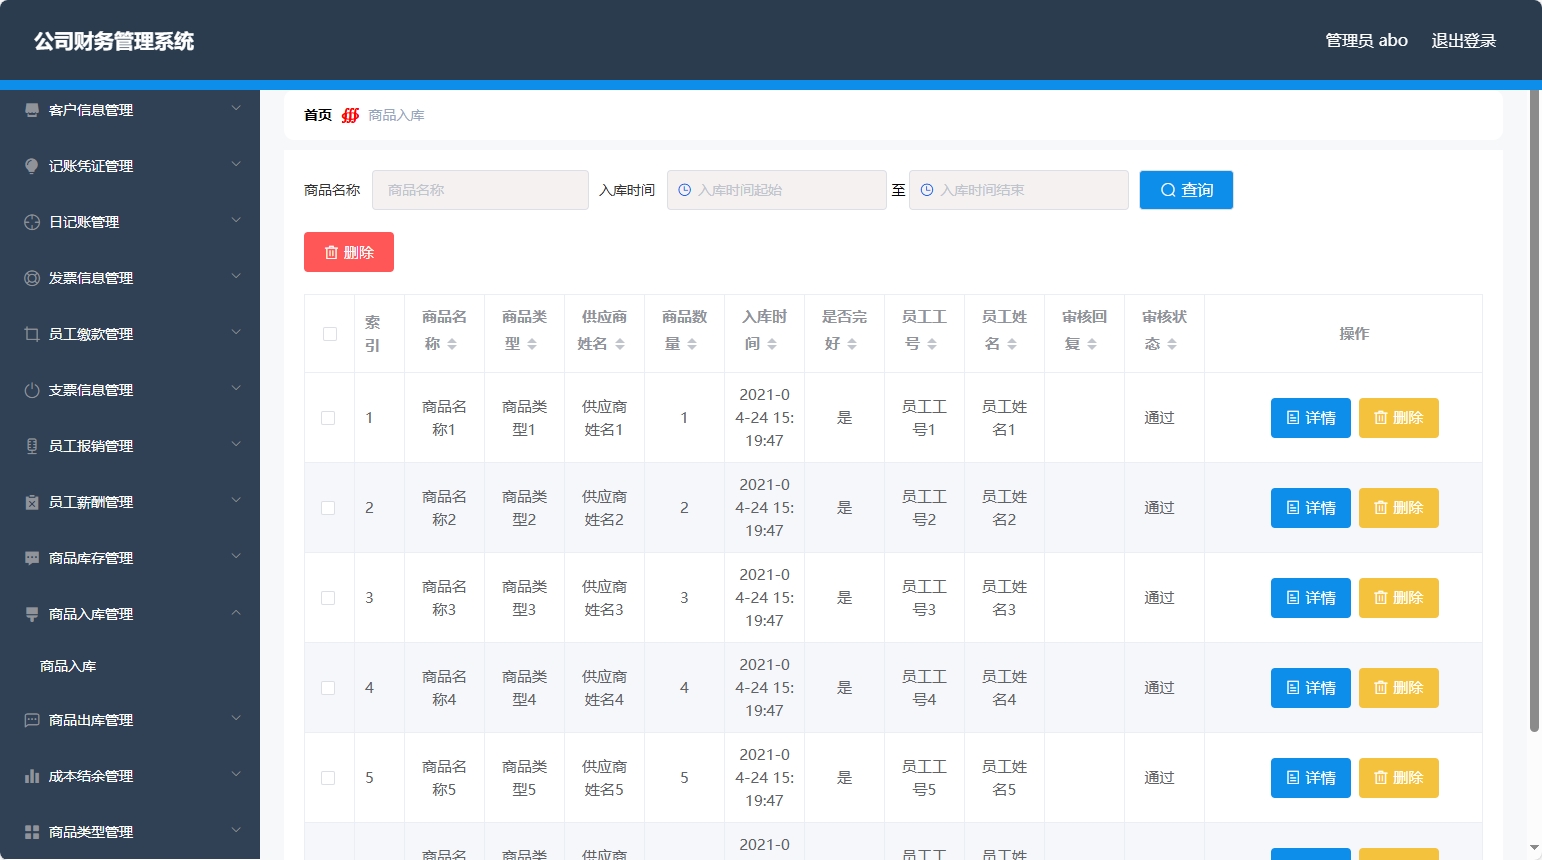 公司财务管理系统
管理员 abo 退出登录
客户信息管理
记账凭证管理
日记账管理
发票信息管理
员工缴款管理
支票信息管理
员工报销管理
员工薪酬管理
商品库存管理
商品入库管理
商品入库
商品出库管理
成本结余管理
商品类型管理
首页 商品入库
商品名称 商品名称 入库时间 入库时间起始 至 入库时间结束 查询
删除
索引 商品名称 商品类型 供应商姓名 商品数量 入库时间 是否完好 员工工号 员工姓名 审核回复 审核状态 操作
1 商品名称1 商品类型1 供应商姓名1 1 2021-04-24 15:19:47 是 员工工号1 员工姓名1 通过 详情 删除
2 商品名称2 商品类型2 供应商姓名2 2 2021-04-24 15:19:47 是 员工工号2 员工姓名2 通过 详情 删除
3 商品名称3 商品类型3 供应商姓名3 3 2021-04-24 15:19:47 是 员工工号3 员工姓名3 通过 详情 删除
4 商品名称4 商品类型4 供应商姓名4 4 2021-04-24 15:19:47 是 员工工号4 员工姓名4 通过 详情 删除
5 商品名称5 商品类型5 供应商姓名5 5 2021-04-24 15:19:47 是 员工工号5 员工姓名5 通过 详情 删除
商品名 商品类 供应商 2021-0 员工工 员工姓